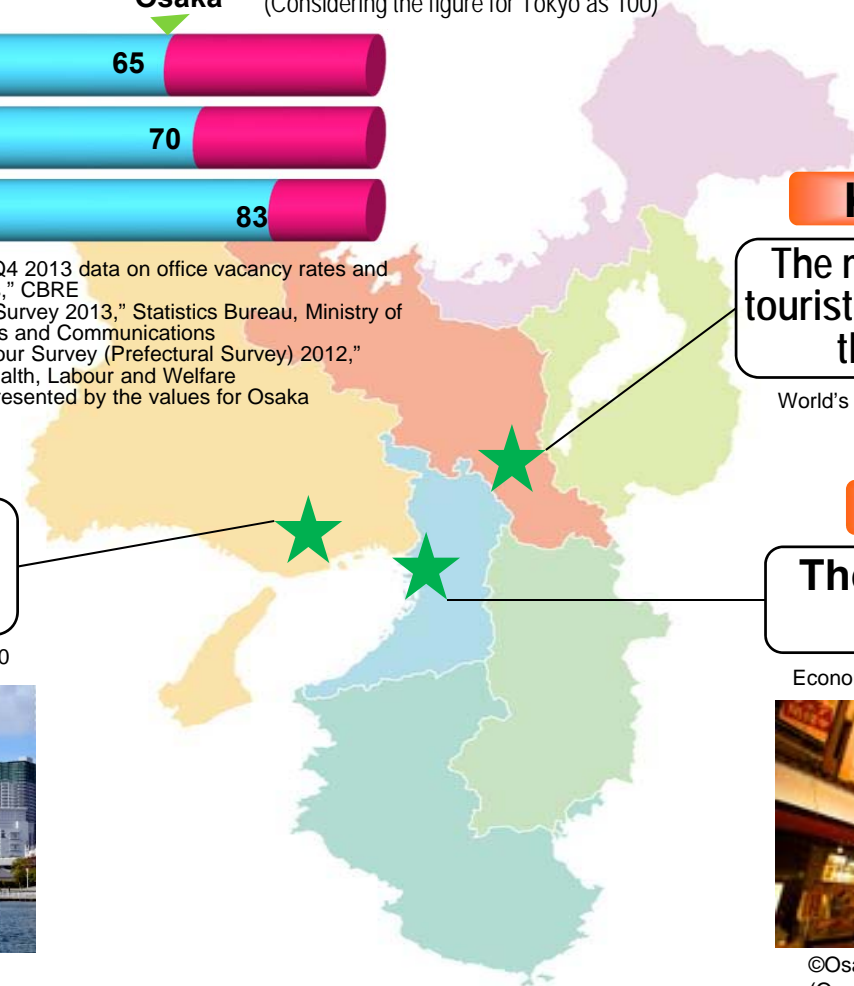 Osaka
(Considering the figure for Tokyo as 100)
65
70
83
Q4 2013 data on office vacancy rates and
," CBRE
Survey 2013,” Statistics Bureau, Ministry of
s and Communications
our Survey (Prefectural Survey) 2012,”
alth, Labour and Welfare
resented by the values for Osaka
The
tourist
World’s
The
0
Econo
©Osa